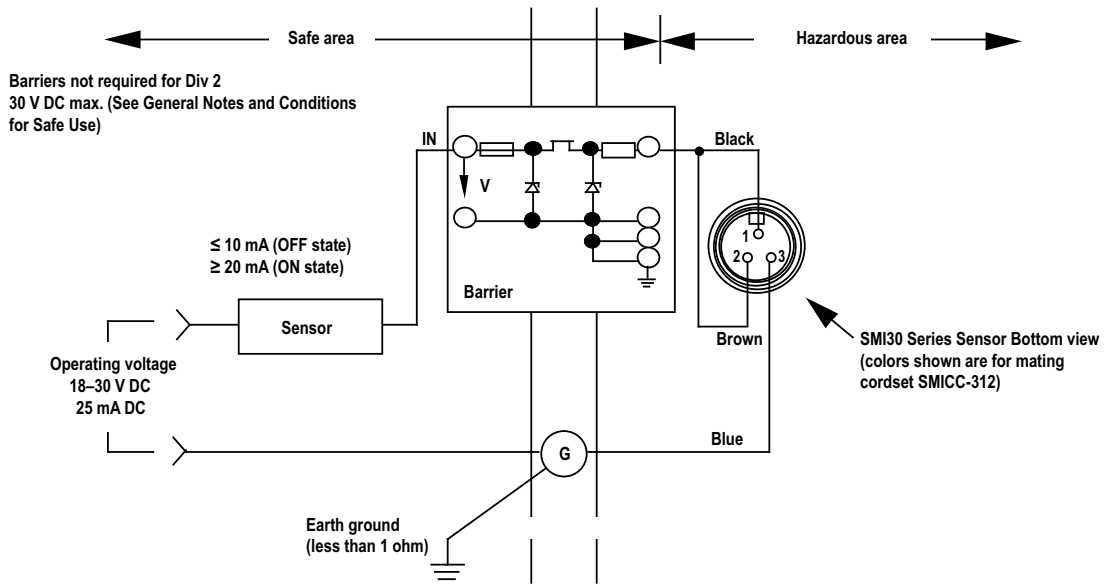 Safe area
Hazardous area
Barriers not required for Div 2
30 V DC max. (See General Notes and Conditions
for Safe Use)
IN
Black
V
≤ 10 mA (OFF state)
≥ 20 mA (ON state)
1
2
3
Barrier
Sensor
Brown
SMI30 Series Sensor Bottom view
(colors shown are for mating
cordset SMICC-312)
Operating voltage
18–30 V DC
25 mA DC
Blue
G
Earth ground
(less than 1 ohm)